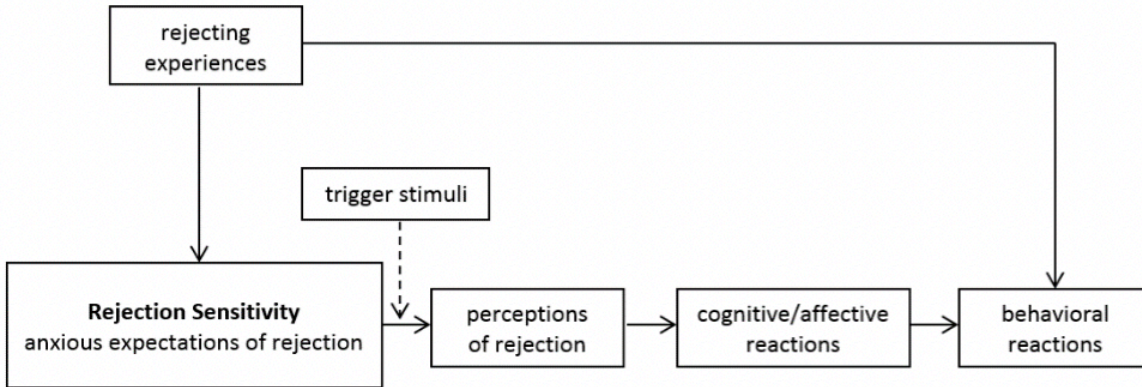 rejecting
experiences
trigger stimuli
Rejection Sensitivity
anxious expectations of rejection
perceptions
of rejection
cognitive/affective
reactions
behavioral
reactions